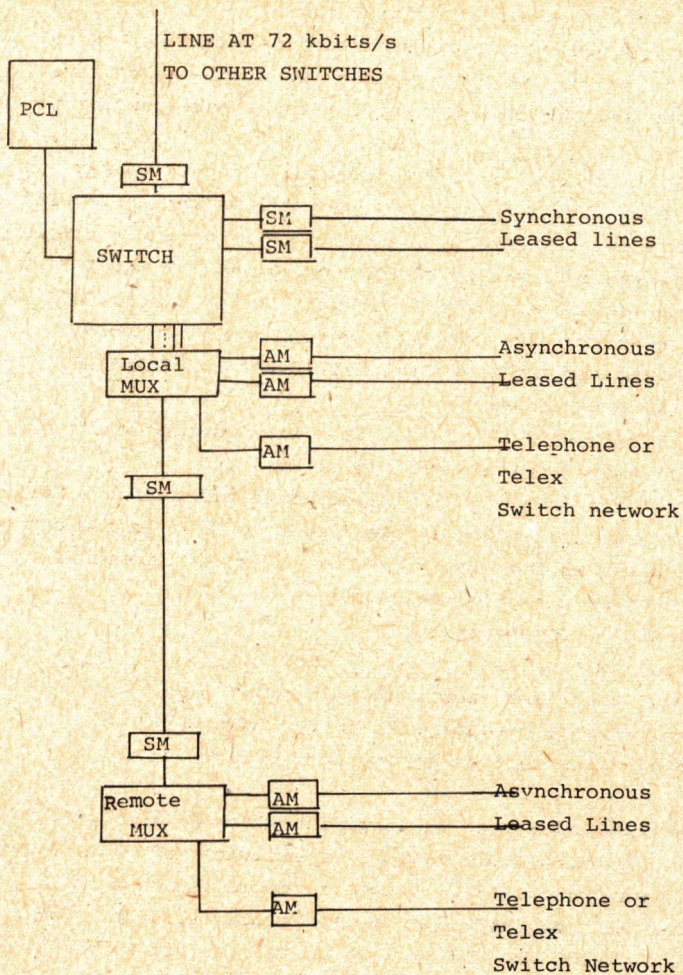 LINE AT 72 kbits/s
TO OTHER SWITCHES
PCL
SM
SWITCH
SM
Synchronous
SM
Leased lines
Local
MUX
AM
Asynchronous
AM
Leased Lines
AM
Telephone or
Telex
Switch network
SM
SM
Remote
MUX
AM
Asynchronous
AM
Leased Lines
AM
Telephone or
Telex
Switch Network